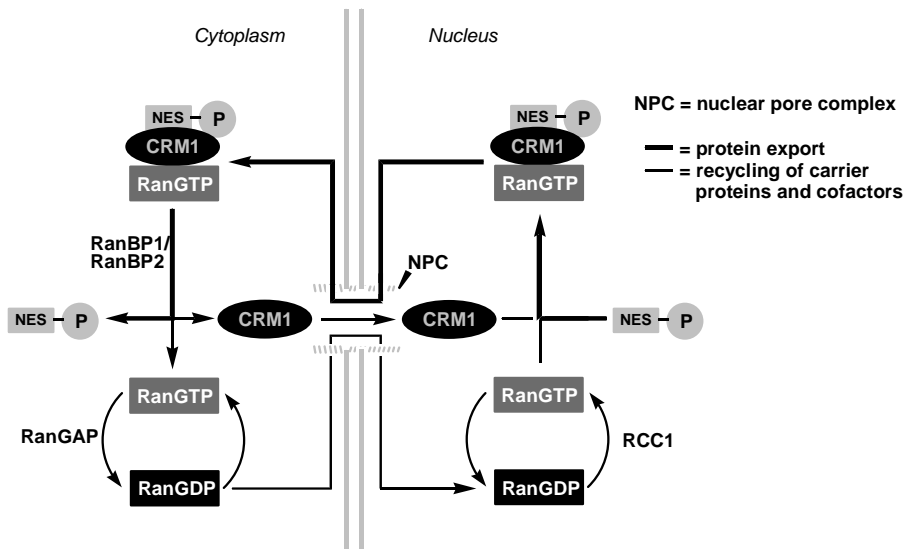 Cytoplasm
Nucleus
NPC = nuclear pore complex
= protein export
= recycling of carrier
proteins and cofactors
NES
P
CRM1
RanGTP
NES
P
CRM1
RanGTP
RanBP1/
RanBP2
NPC
NES
P
CRM1
CRM1
NES
P
RanGTP
RanGTP
RanGAP
RCC1
RanGDP
RanGDP